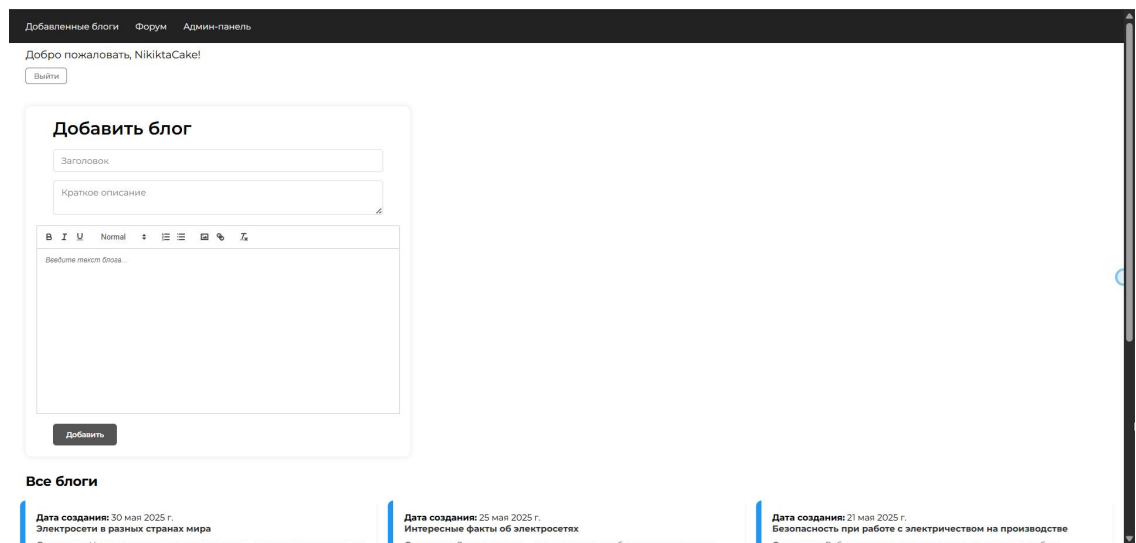 Добавленные блоги Форум Админ-панель
Добро пожаловать, NikiktaCake!
Выйти
Добавить блог
Заголовок
Краткое описание
B I U Normal
Введите текст блога...
Добавить
Все блоги
Дата создания: 30 мая 2025 г.
Электросети в разных странах мира
Дата создания: 25 мая 2025 г.
Интересные факты об электросетях
Дата создания: 21 мая 2025 г.
Безопасность при работе с электричеством на производстве